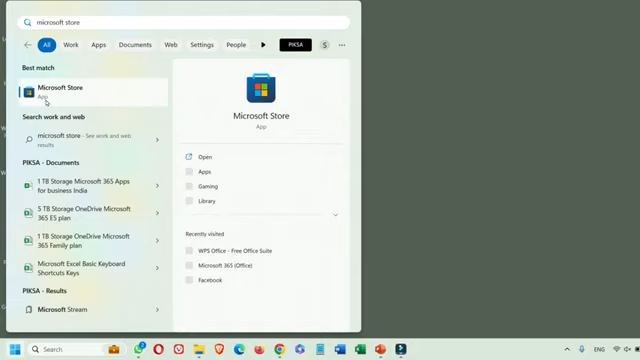 microsoft store
All Work Apps Documents Web Settings People PIKSA S
Best match
Microsoft Store
App
Search work and web
microsoft store - See work and web
results
PIKSA - Documents
1 TB Storage Microsoft 365 Apps
for business India
5 TB Storage OneDrive Microsoft
365 E5 plan
1 TB Storage OneDrive Microsoft
365 Family plan
Microsoft Excel Basic Keyboard
Shortcuts Keys
PIKSA - Results
Microsoft Stream
Microsoft Store
App
Open
Apps
Gaming
Library
Recently visited
WPS Office - Free Office Suite
Microsoft 365 (Office)
Facebook
Search